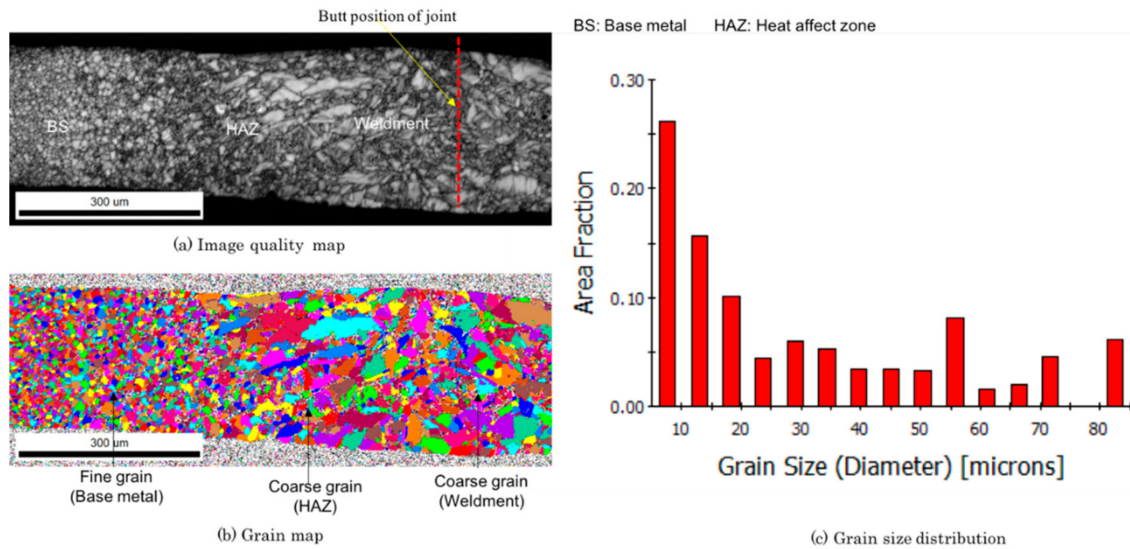 Butt position of joint
BS: Base metal HAZ: Heat affect zone
BS
HAZ
Weldment
300 um
(a) Image quality map
300 um
Fine grain
(Base metal)
Coarse grain
(HAZ)
Coarse grain
(Weldment)
(b) Grain map
0.30
0.20
0.10
0.00
Area Fraction
10 20 30 40 50 60 70 80
Grain Size (Diameter) [microns]
(c) Grain size distribution